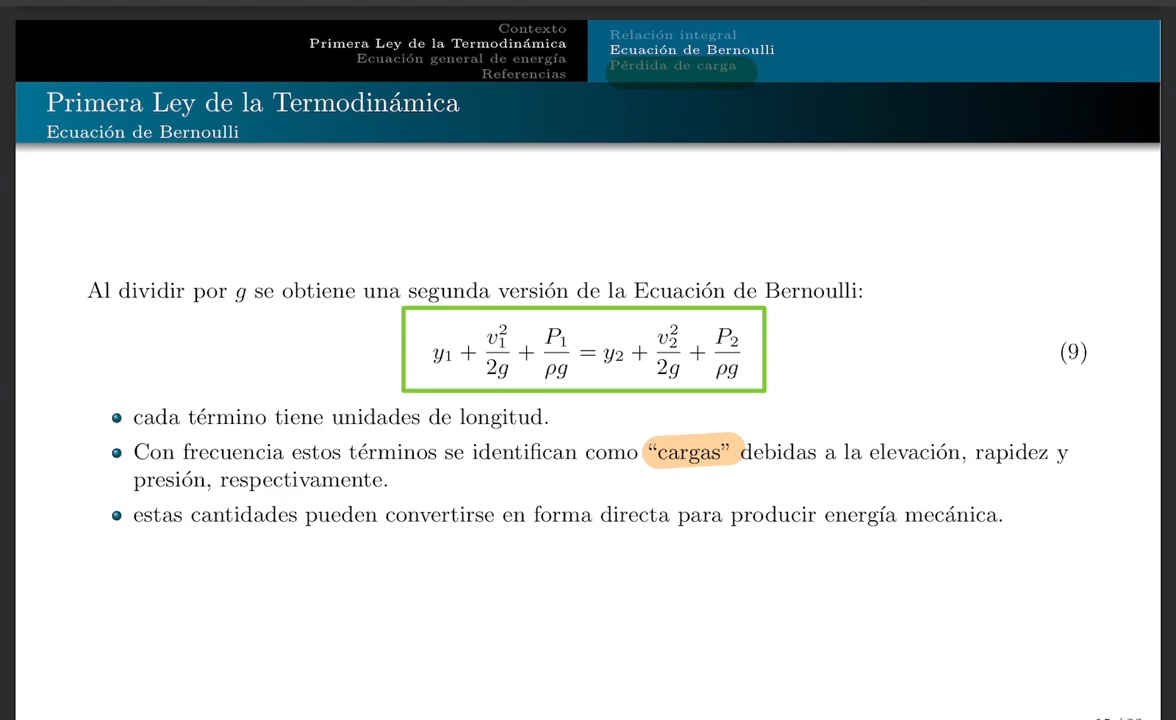 Contexto
Primera Ley de la Termodinámica
Ecuación general de energía
Referencias
Relación integral
Ecuación de Bernoulli
Pérdida de carga
Primera Ley de la Termodinámica
Ecuación de Bernoulli
Al dividir por g se obtiene una segunda versión de la Ecuación de Bernoulli:
y₁ + v₁²/2g + P₁/ρg = y₂ + v₂²/2g + P₂/ρg (9)
cada término tiene unidades de longitud.
Con frecuencia estos términos se identifican como “cargas” debidas a la elevación, rapidez y
presión, respectivamente.
estas cantidades pueden convertirse en forma directa para producir energía mecánica.